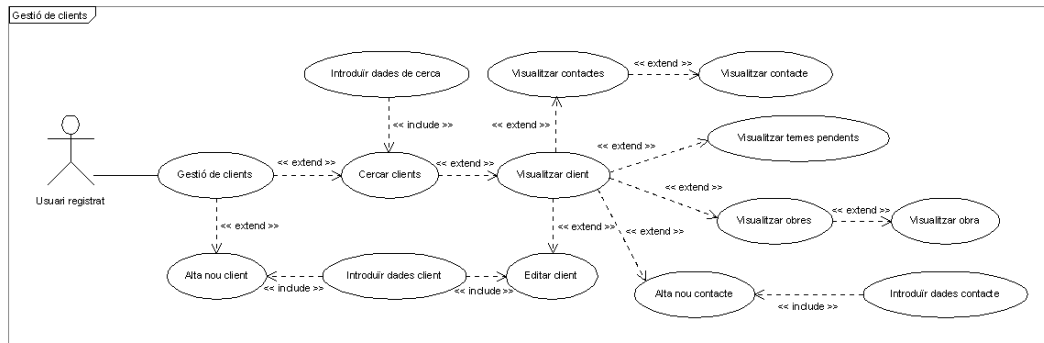 Gestió de clients
Introduïr dades de cerca
Visualitzar contactes
<< extend >>
Visualitzar contacte
<< include >>
<< extend >>
Visualitzar temes pendents
<< extend >>
Usuari registrat
Gestió de clients
<< extend >>
Cercar clients
<< extend >>
Visualitzar client
<< extend >>
Visualitzar obres
<< extend >>
Visualitzar obra
<< extend >>
<< extend >>
<< extend >>
Alta nou client
<< include >>
Introduïr dades client
<< include >>
Editar client
Alta nou contacte
<< include >>
Introduïr dades contacte